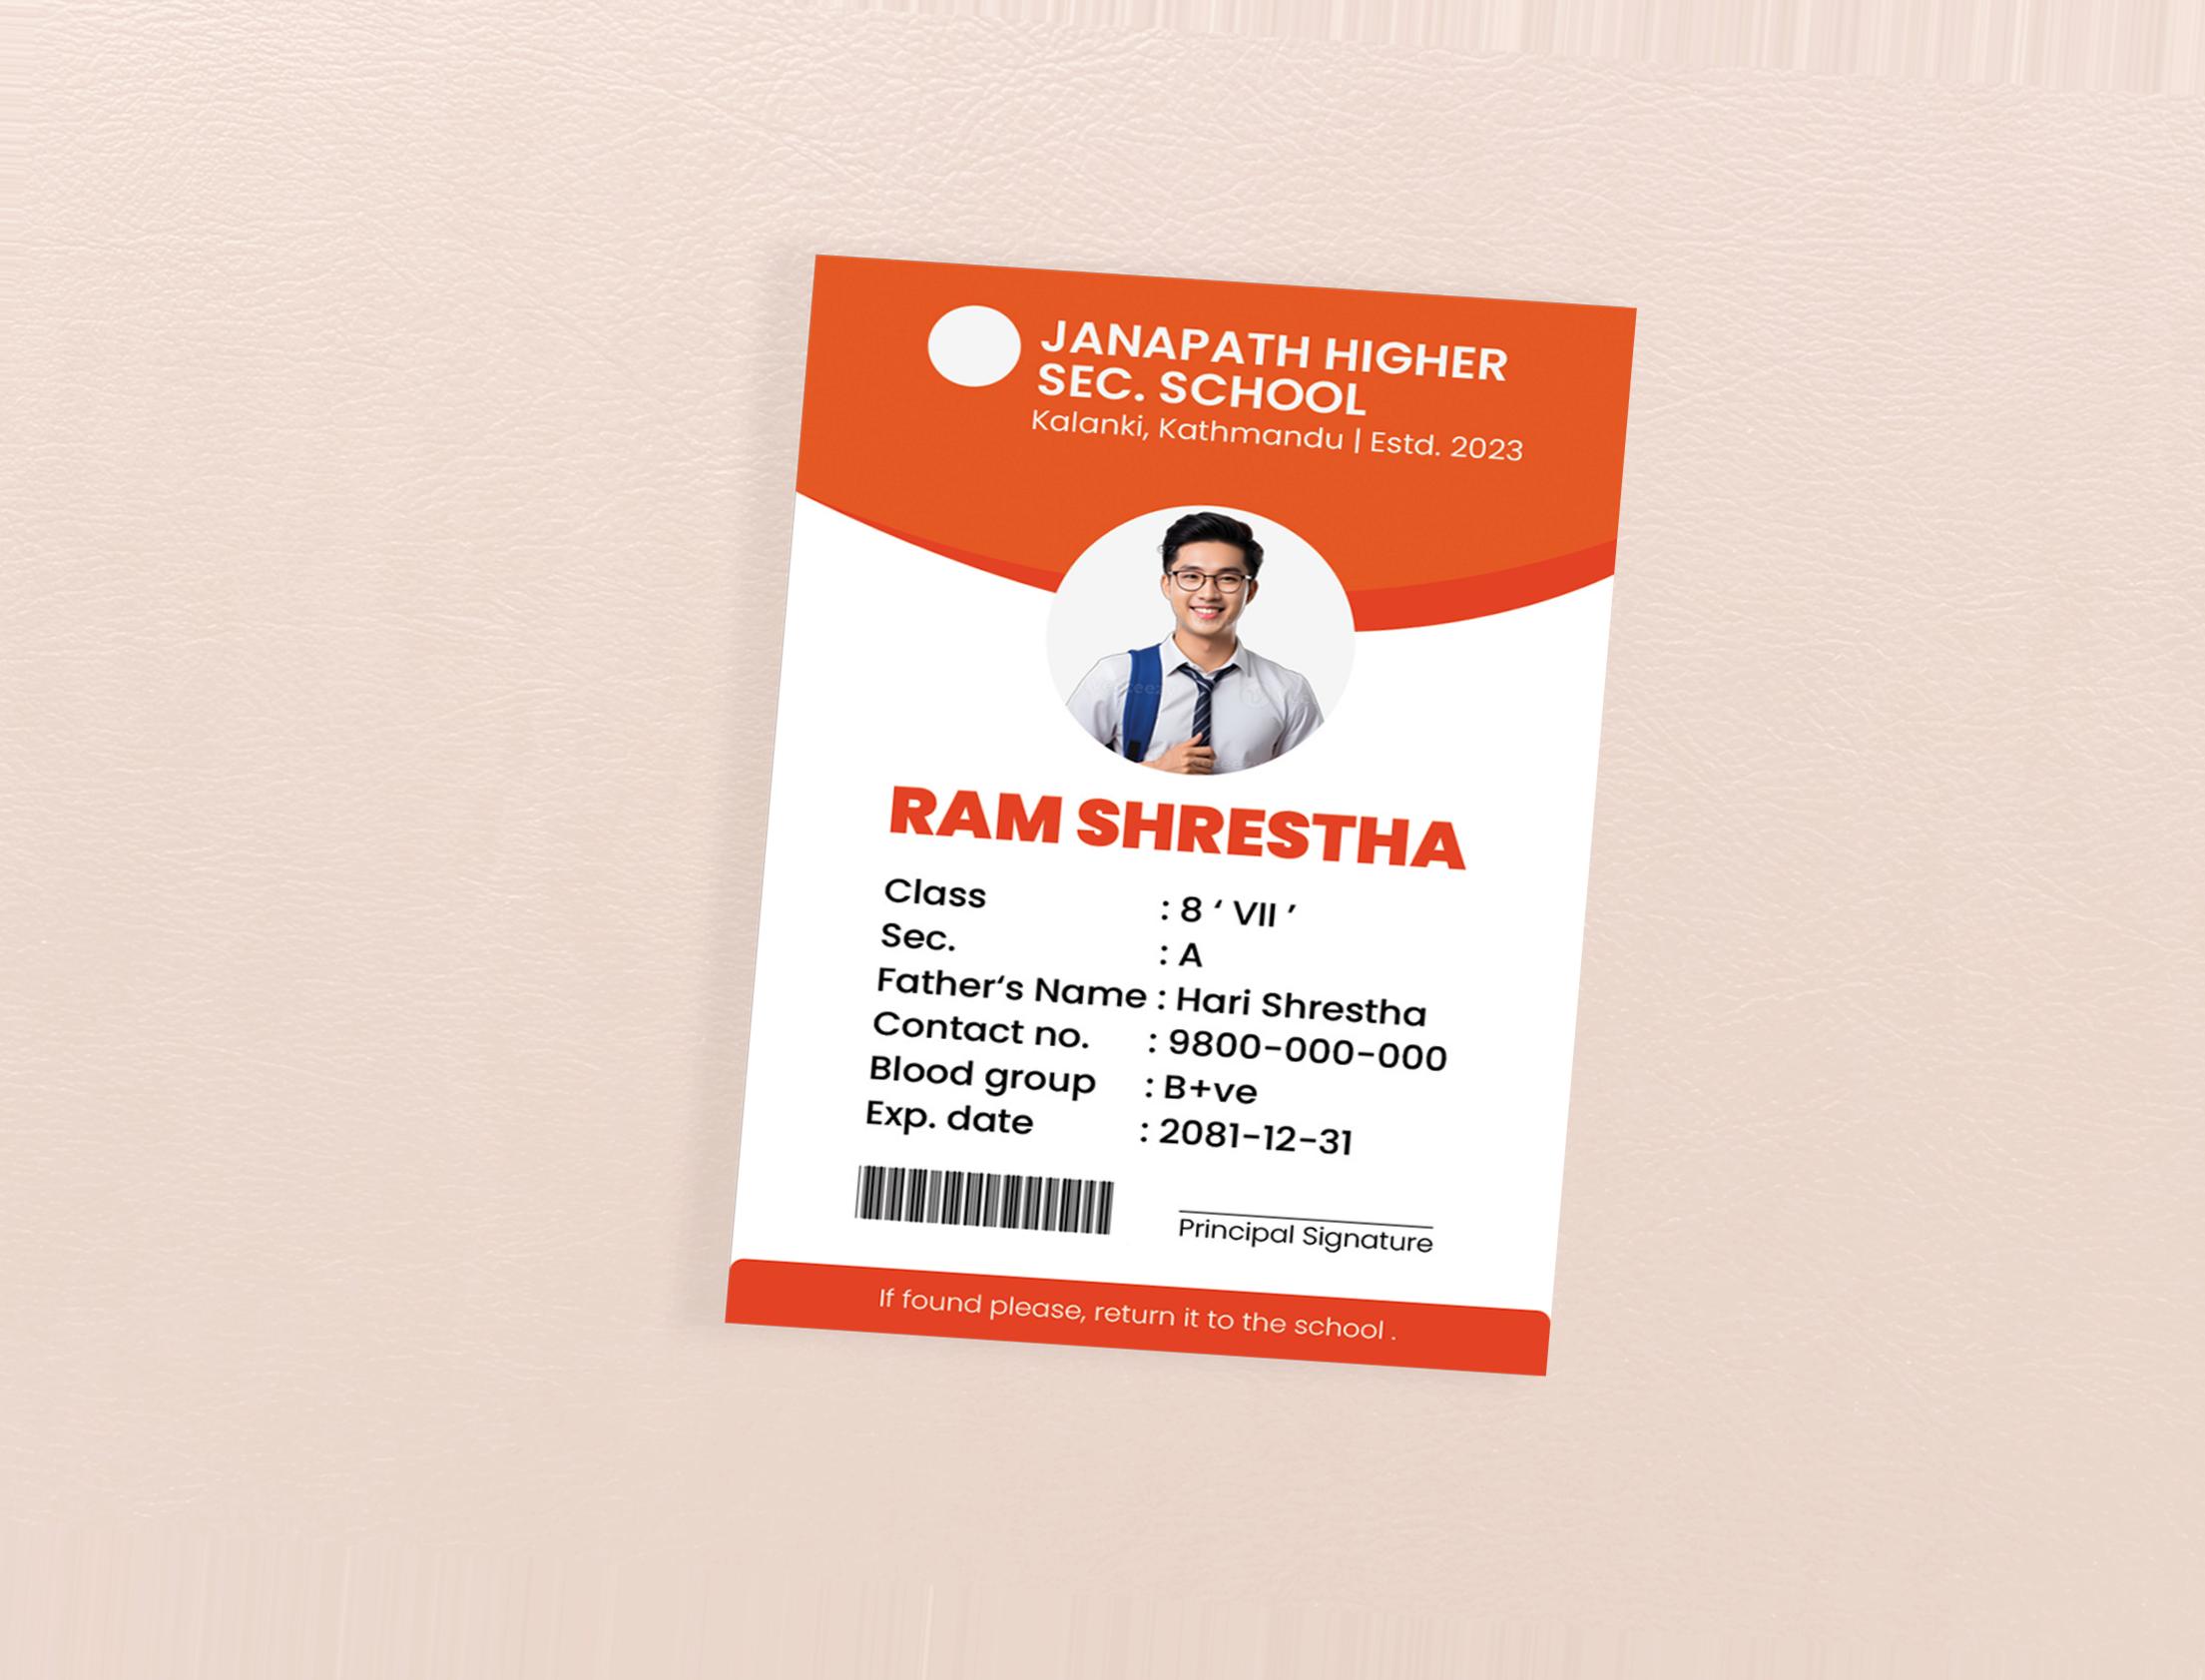 JANAPATH HIGHER
SEC. SCHOOL
Kalanki, Kathmandu | Estd. 2023
RAM SHRESTHA
Class : 8 ‘ VII ’
Sec. : A
Father‘s Name : Hari Shrestha
Contact no. : 9800-000-000
Blood group : B+ve
Exp. date : 2081-12-31
Principal Signature
If found please, return it to the school .